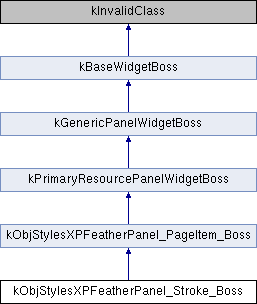 kInvalidClass
kBaseWidgetBoss
kGenericPanelWidgetBoss
kPrimaryResourcePanelWidgetBoss
kObjStylesXPFeatherPanel_PageItem_Boss
kObjStylesXPFeatherPanel_Stroke_Boss